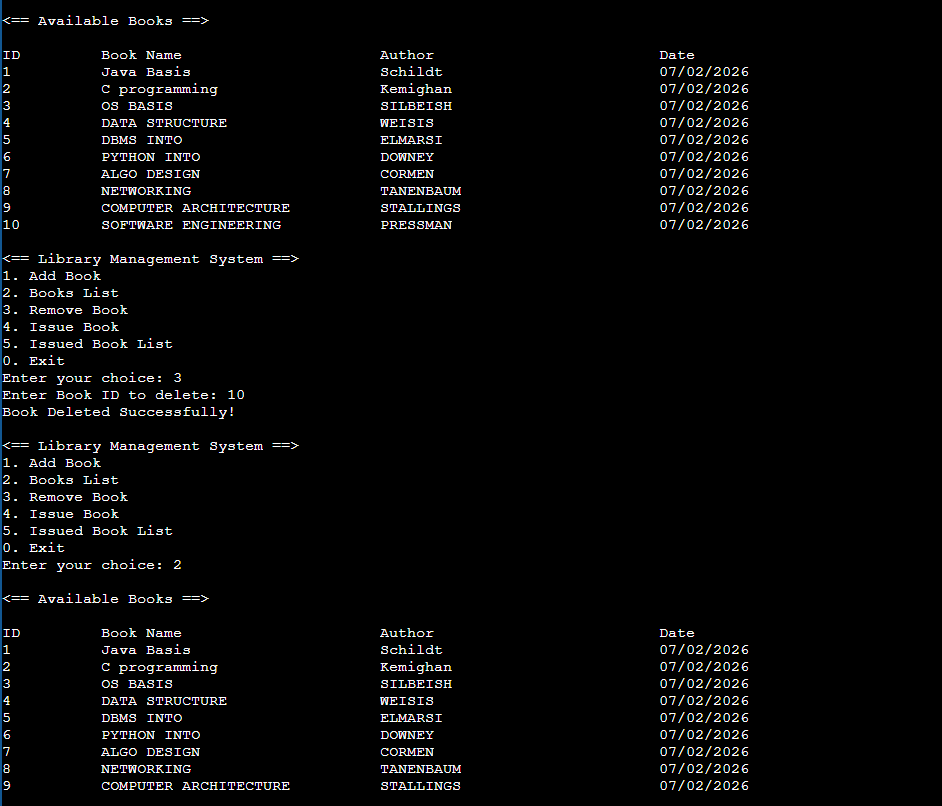 <== Available Books ==>
ID Book Name Author Date
1 Java Basis Schildt 07/02/2026
2 C programming Kemighan 07/02/2026
3 OS BASIS SILBEISH 07/02/2026
4 DATA STRUCTURE WEISIS 07/02/2026
5 DBMS INTO ELMARSI 07/02/2026
6 PYTHON INTO DOWNEY 07/02/2026
7 ALGO DESIGN CORMEN 07/02/2026
8 NETWORKING TANENBAUM 07/02/2026
9 COMPUTER ARCHITECTURE STALLINGS 07/02/2026
10 SOFTWARE ENGINEERING PRESSMAN 07/02/2026
<== Library Management System ==>
1. Add Book
2. Books List
3. Remove Book
4. Issue Book
5. Issued Book List
0. Exit
Enter your choice: 3
Enter Book ID to delete: 10
Book Deleted Successfully!
<== Library Management System ==>
1. Add Book
2. Books List
3. Remove Book
4. Issue Book
5. Issued Book List
0. Exit
Enter your choice: 2
<== Available Books ==>
ID Book Name Author Date
1 Java Basis Schildt 07/02/2026
2 C programming Kemighan 07/02/2026
3 OS BASIS SILBEISH 07/02/2026
4 DATA STRUCTURE WEISIS 07/02/2026
5 DBMS INTO ELMARSI 07/02/2026
6 PYTHON INTO DOWNEY 07/02/2026
7 ALGO DESIGN CORMEN 07/02/2026
8 NETWORKING TANENBAUM 07/02/2026
9 COMPUTER ARCHITECTURE STALLINGS 07/02/2026